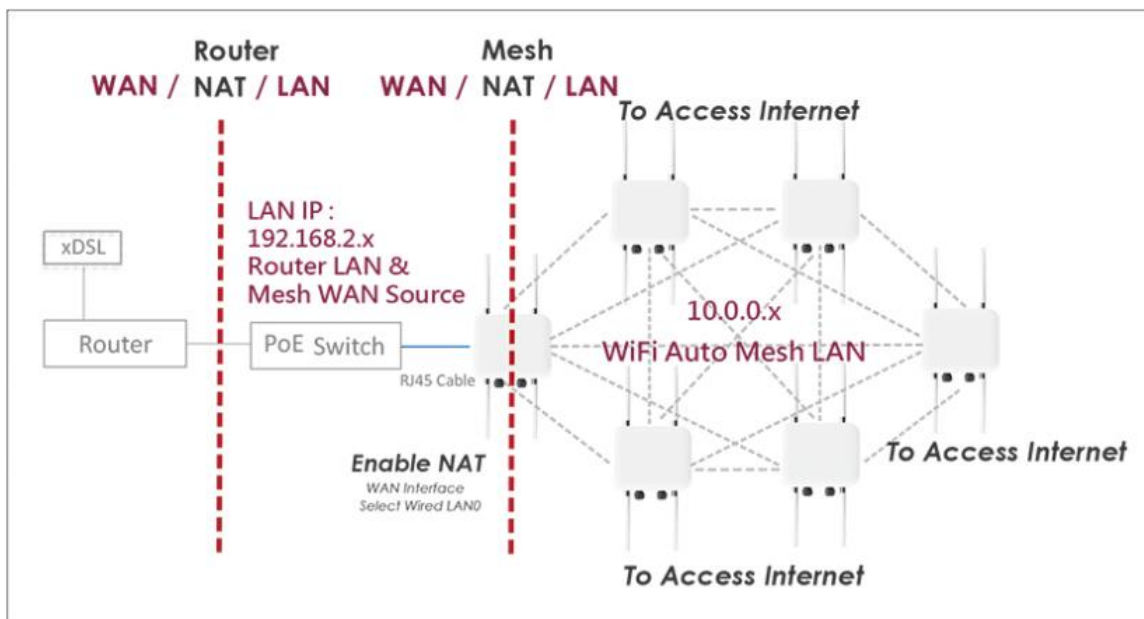 Router
WAN / NAT / LAN
Mesh
WAN / NAT / LAN
To Access Internet
LAN IP :
192.168.2.x
Router LAN &
Mesh WAN Source
xDSL
Router
PoE Switch
RJ45 Cable
10.0.0.x
WiFi Auto Mesh LAN
Enable NAT
WAN Interface
Select Wired LAN0
To Access Internet
To Access Internet